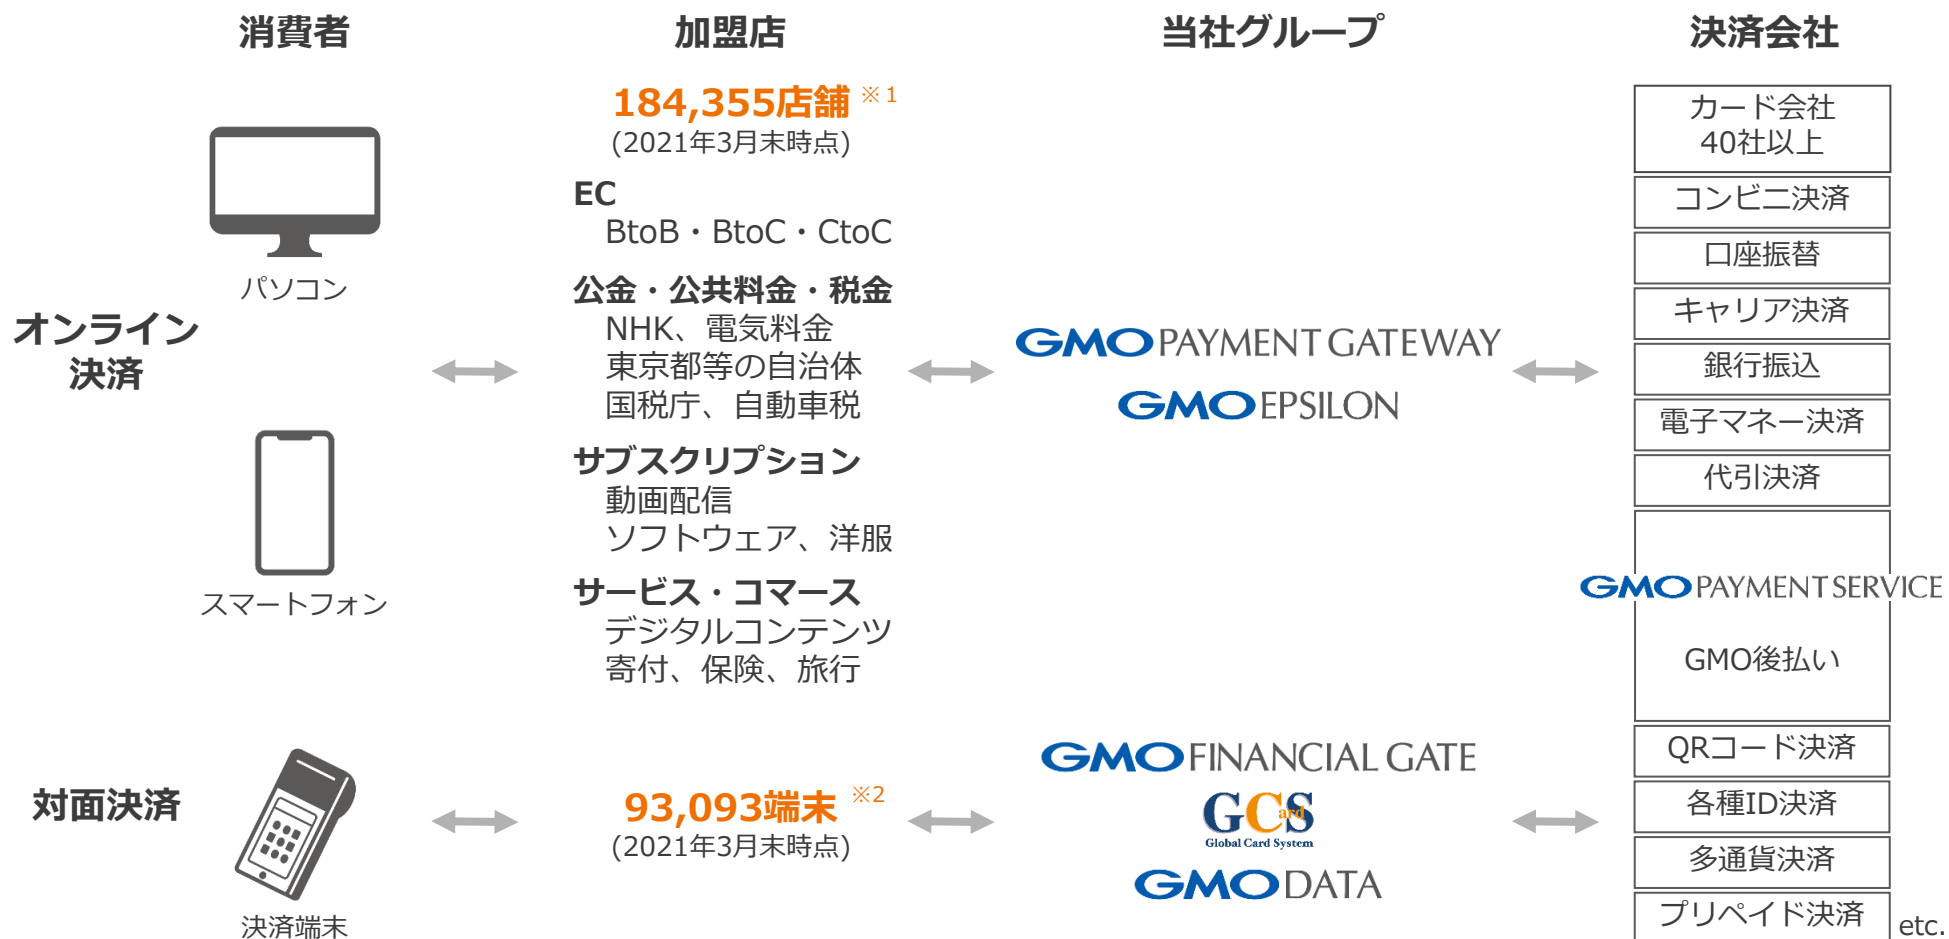 消費者
加盟店
当社グループ
決済会社
オンライン
決済
パソコン
スマートフォン
184,355店舗 ※1
(2021年3月末時点)
EC
BtoB・BtoC・CtoC
公金・公共料金・税金
NHK、電気料金
東京都等の自治体
国税庁、自動車税
サブスクリプション
動画配信
ソフトウェア、洋服
サービス・コマース
デジタルコンテンツ
寄付、保険、旅行
GMO PAYMENT GATEWAY
GMO EPSILON
カード会社
40社以上
コンビニ決済
口座振替
キャリア決済
銀行振込
電子マネー決済
代引決済
GMO PAYMENT SERVICE
GMO後払い
対面決済
決済端末
93,093端末 ※2
(2021年3月末時点)
GMO FINANCIAL GATE
GCardS
Global Card System
GMO DATA
QRコード決済
各種ID決済
多通貨決済
プリペイド決済
etc.